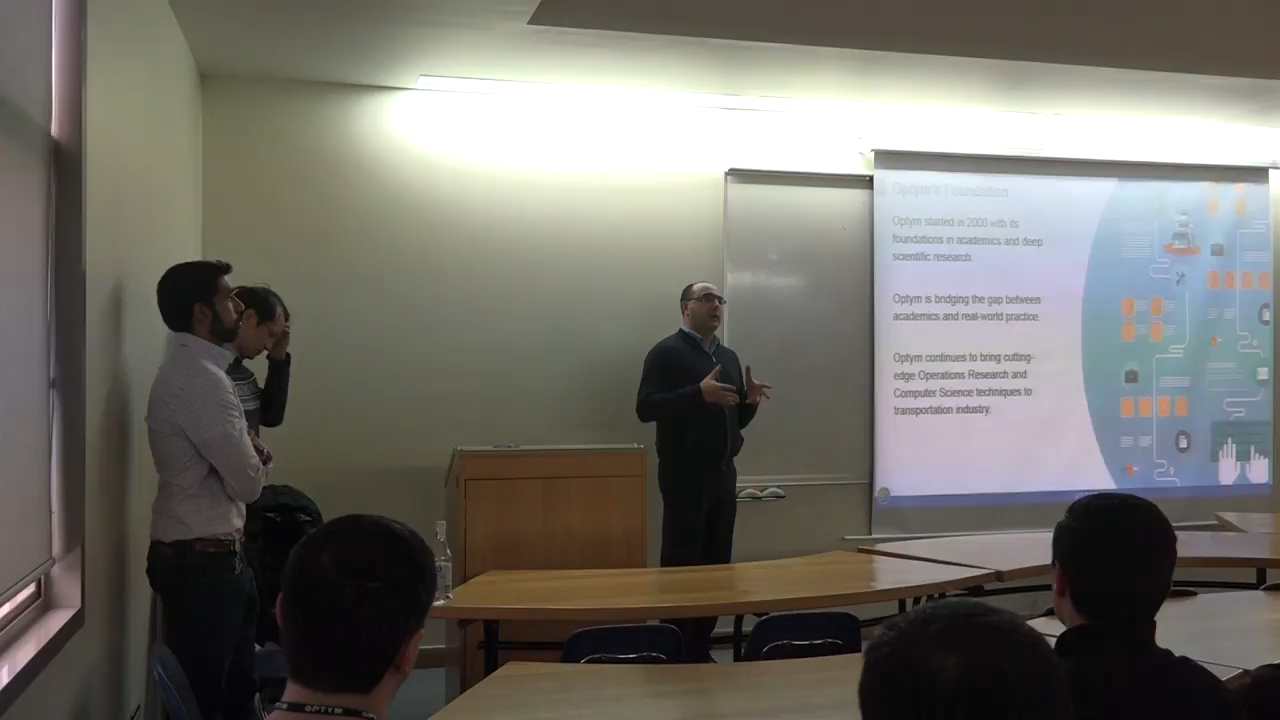 Optym's Foundation
Optym started in 2000 with its
foundations in academics and deep
scientific research.
Optym is bridging the gap between
academics and real-world practice.
Optym continues to bring cutting-
edge Operations Research and
Computer Science techniques to
transportation industry.
OPTYM